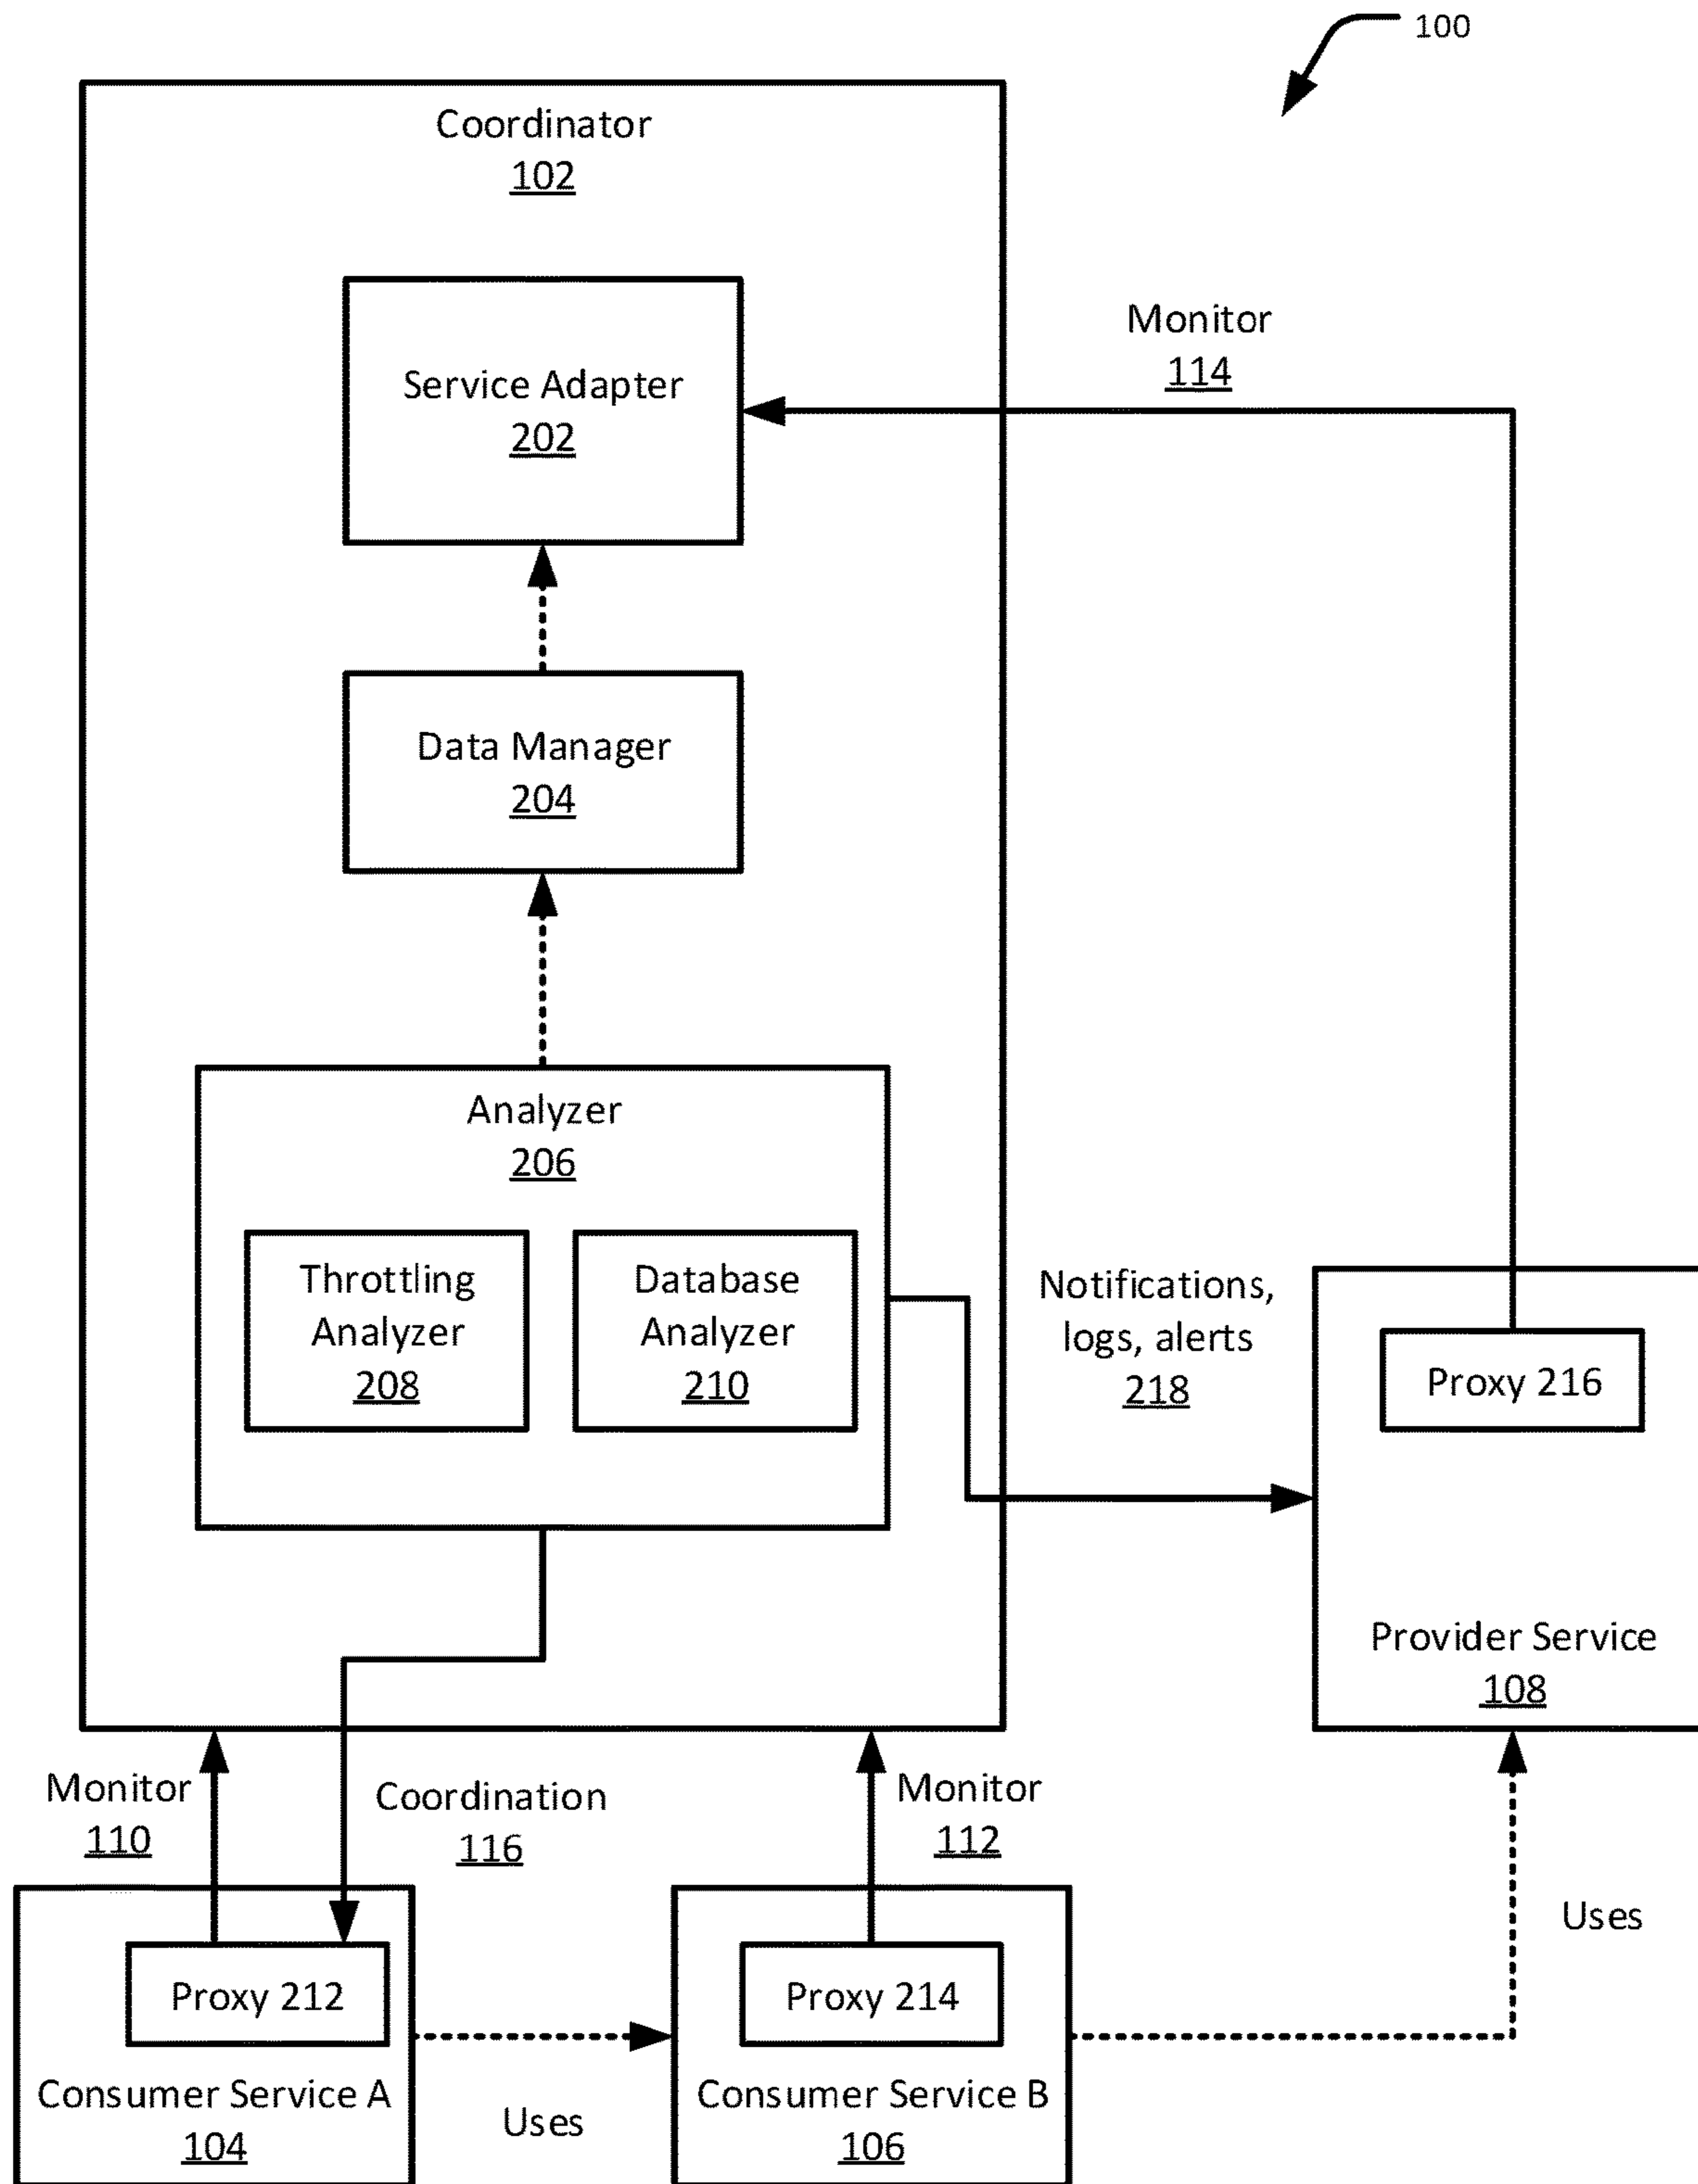 100
Coordinator
102
Service Adapter
202
Monitor
114
Data Manager
204
Analyzer
206
Throttling
Analyzer
208
Database
Analyzer
210
Notifications,
logs, alerts
218
Proxy 216
Provider Service
108
Monitor
110
Coordination
116
Monitor
112
Uses
Proxy 212
Consumer Service A
104
Uses
Proxy 214
Consumer Service B
106